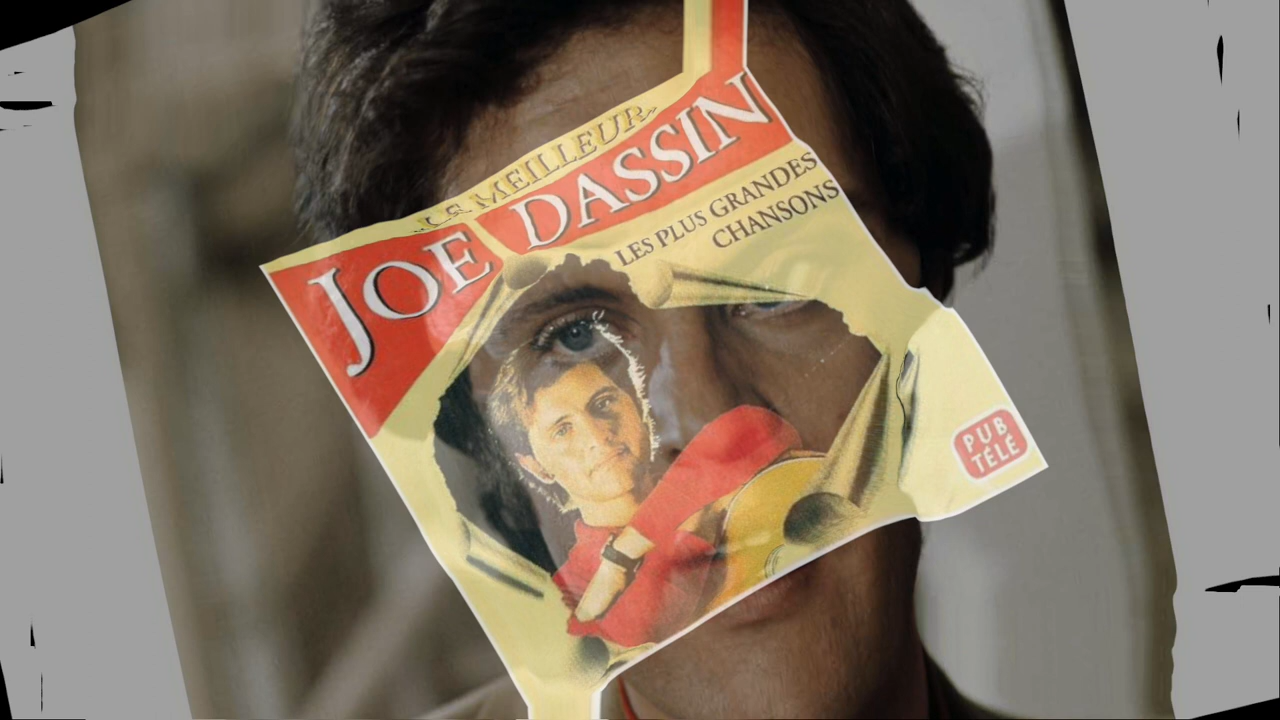 LE MEILLEUR
JOE DASSIN
LES PLUS GRANDES
CHANSONS
PUB
TÉLÉ